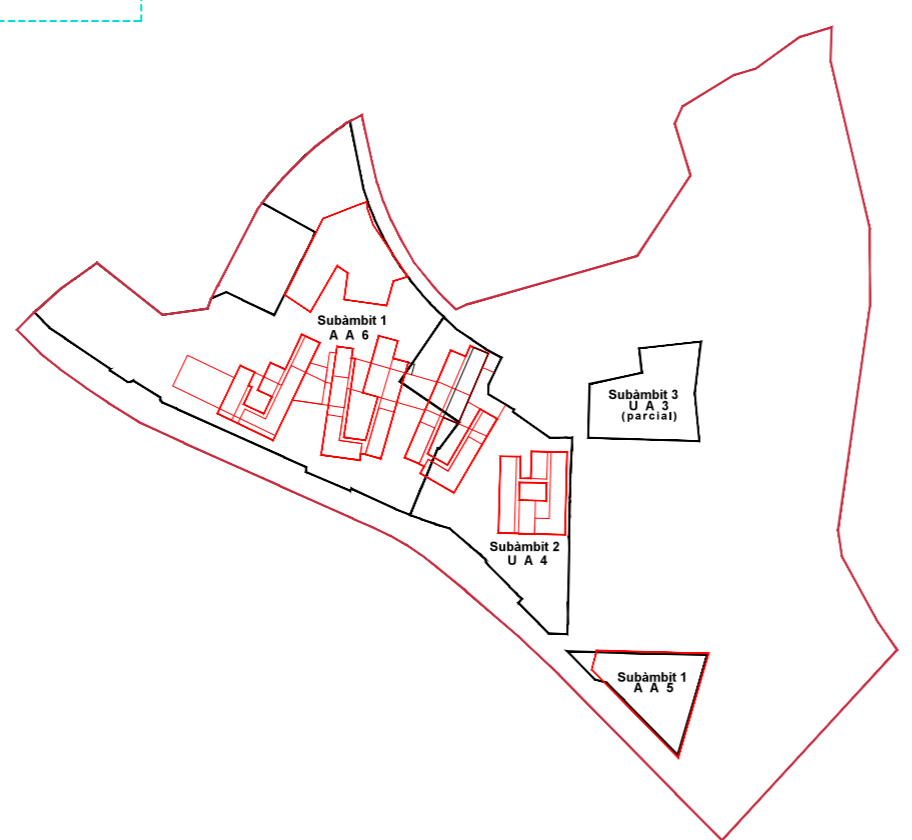 Subàmbit 1
A A 6
Subàmbit 3
U A 3
(parcial)
Subàmbit 2
U A 4
Subàmbit 1
A A 5